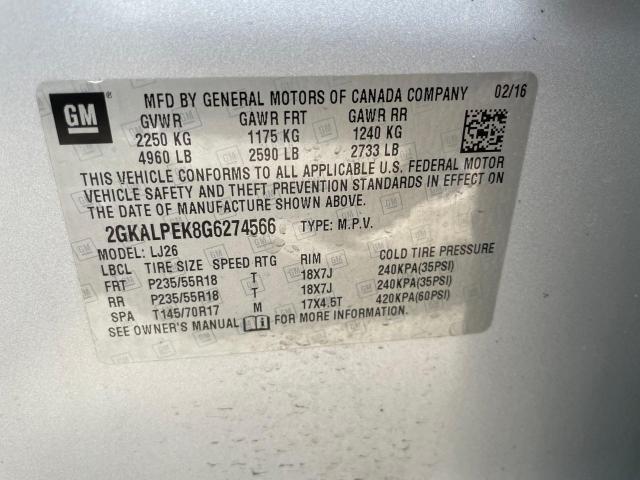 GM ®
MFD BY GENERAL MOTORS OF CANADA COMPANY 02/16
GVWR GAWR FRT GAWR RR
2250 KG 1175 KG 1240 KG
4960 LB 2590 LB 2733 LB
THIS VEHICLE CONFORMS TO ALL APPLICABLE U.S. FEDERAL MOTOR
VEHICLE SAFETY AND THEFT PREVENTION STANDARDS IN EFFECT ON
THE DATE OF MANUFACTURE SHOWN ABOVE.
2GKALPEK8G6274566 TYPE: M.P.V.
MODEL: LJ26
LBCL TIRE SIZE SPEED RTG RIM COLD TIRE PRESSURE
FRT P235/55R18 T 18X7J 240KPA(35PSI)
RR P235/55R18 T 18X7J 240KPA(35PSI)
SPA T145/70R17 M 17X4.5T 420KPA(60PSI)
SEE OWNER'S MANUAL FOR MORE INFORMATION.